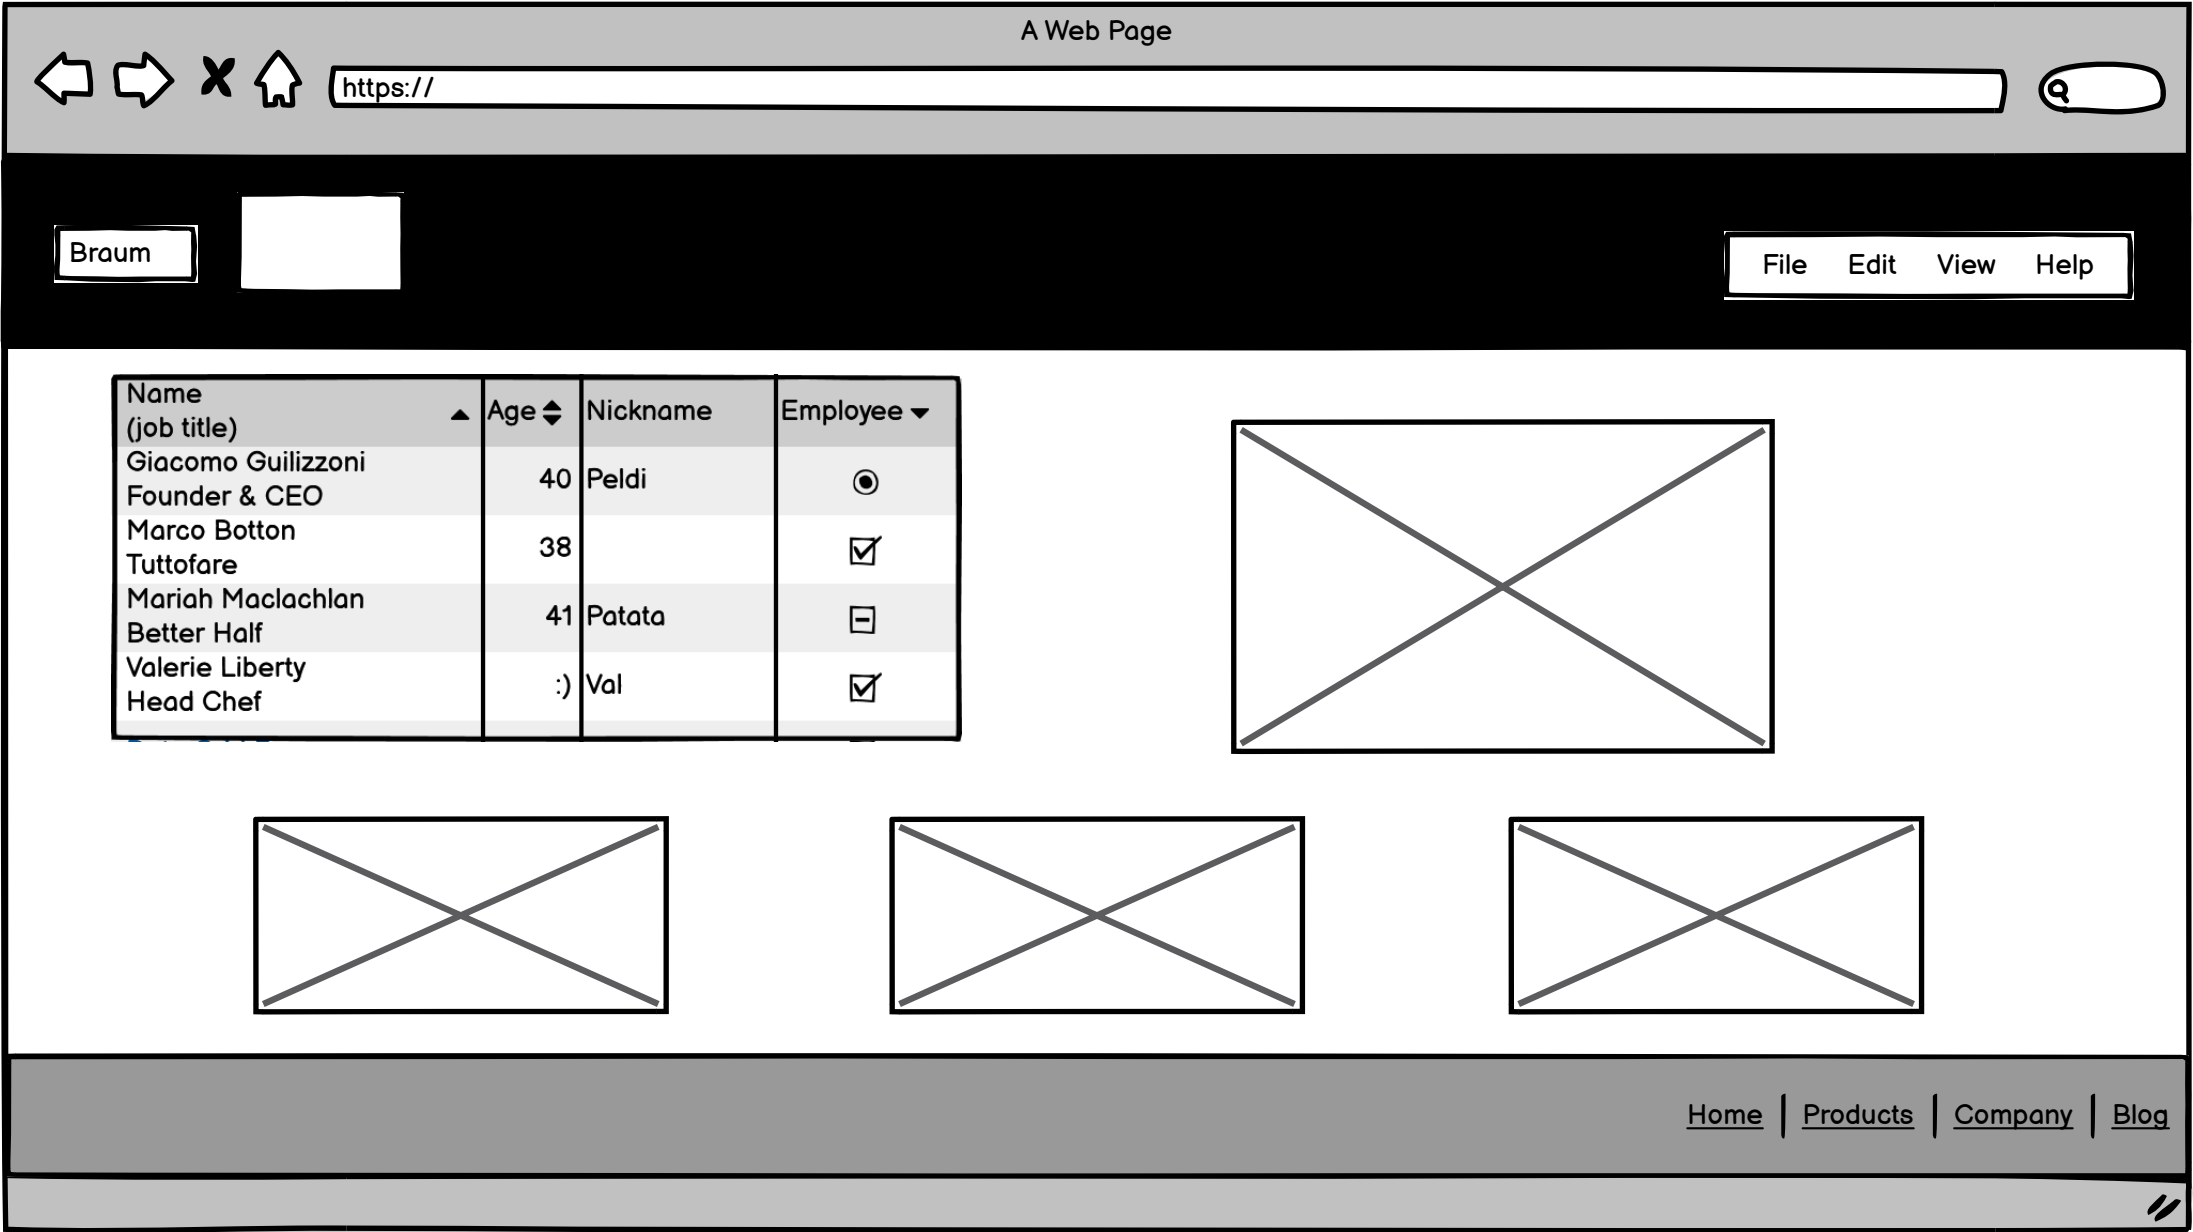 A Web Page
https://
Braum
File Edit View Help
Name
(job title)
Age
Nickname
Employee
Giacomo Guilizzoni
Founder & CEO
40
Peldi
Marco Botton
Tuttofare
38
Mariah Maclachlan
Better Half
41
Patata
Valerie Liberty
Head Chef
:)
Val
Home | Products | Company | Blog